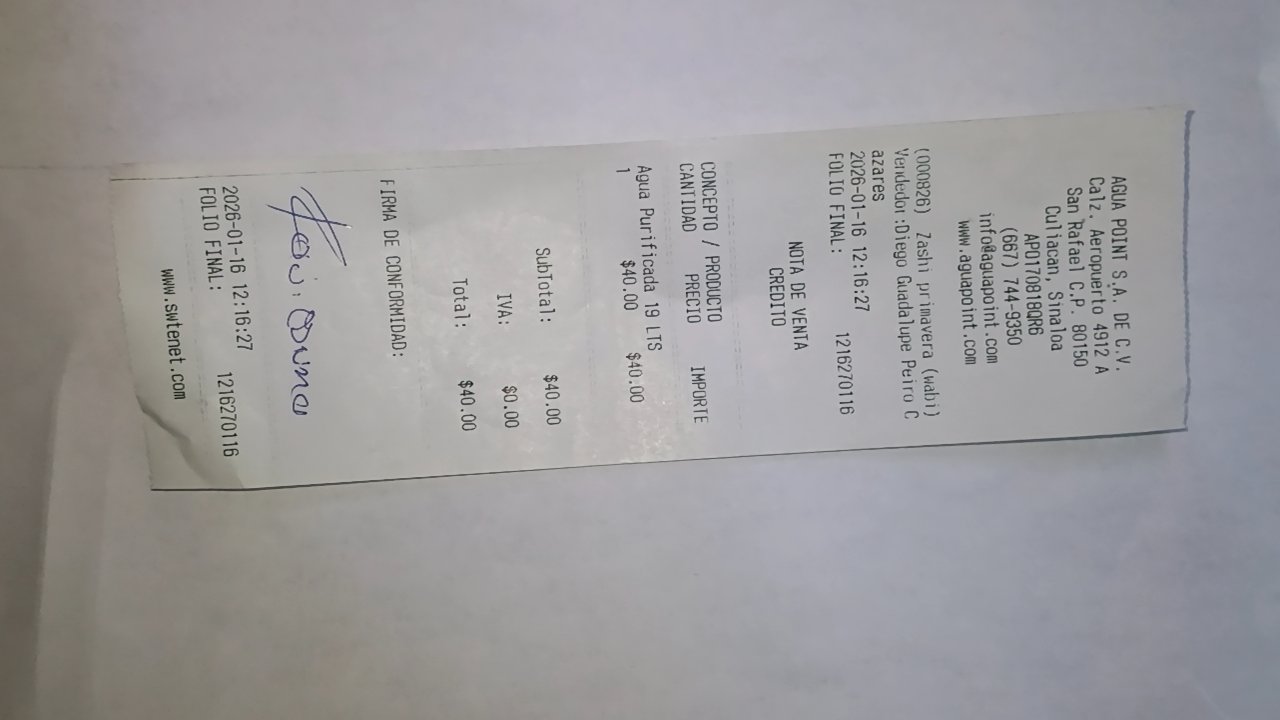 AGUA POINT S.A. DE C.V.
Calz. Aeropuerto 4912 A
San Rafael C.P. 80150
Culiacan, Sinaloa
APO170818QR6
(667) 744-9350
info@aguapoint.com
www.aguapoint.com
(000826) Zashi primavera (wabi)
Vendedor:Diego Guadalupe Peiro C
azares
2026-01-16 12:16:27 1216270116
FOLIO FINAL:
NOTA DE VENTA
CREDITO
CONCEPTO / PRODUCTO
CANTIDAD PRECIO IMPORTE
Agua Purificada 19 LTS
1 $40.00 $40.00
SubTotal: $40.00
IVA: $0.00
Total: $40.00
FIRMA DE CONFORMIDAD:
2026-01-16 12:16:27 1216270116
FOLIO FINAL:
www.swtenet.com